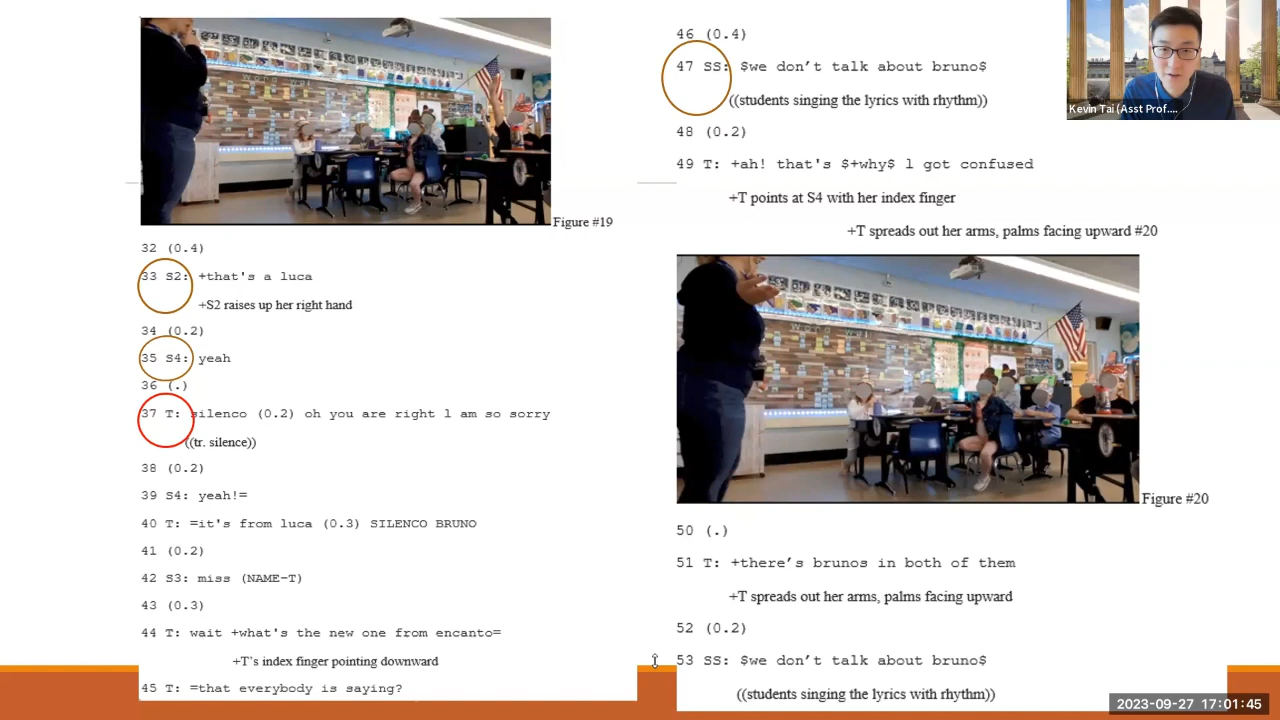 Figure #19
32 (0.4)
33 S2: +that's a luca
+S2 raises up her right hand
34 (0.2)
35 S4: yeah
36 (.)
37 T: silenco (0.2) oh you are right l am so sorry
((tr. silence))
38 (0.2)
39 S4: yeah!=
40 T: =it's from luca (0.3) SILENCO BRUNO
41 (0.2)
42 S3: miss (NAME-T)
43 (0.3)
44 T: wait +what's the new one from encanto=
+T's index finger pointing downward
45 T: =that everybody is saying?
46 (0.4)
47 SS: $we don't talk about bruno$
((students singing the lyrics with rhythm))
48 (0.2)
49 T: +ah! that's $+why$ l got confused
+T points at S4 with her index finger
+T spreads out her arms, palms facing upward #20
Figure #20
50 (.)
51 T: +there's brunos in both of them
+T spreads out her arms, palms facing upward
52 (0.2)
53 SS: $we don't talk about bruno$
((students singing the lyrics with rhythm))
Kevin Tai (Asst Prof....
2023-09-27 17:01:45